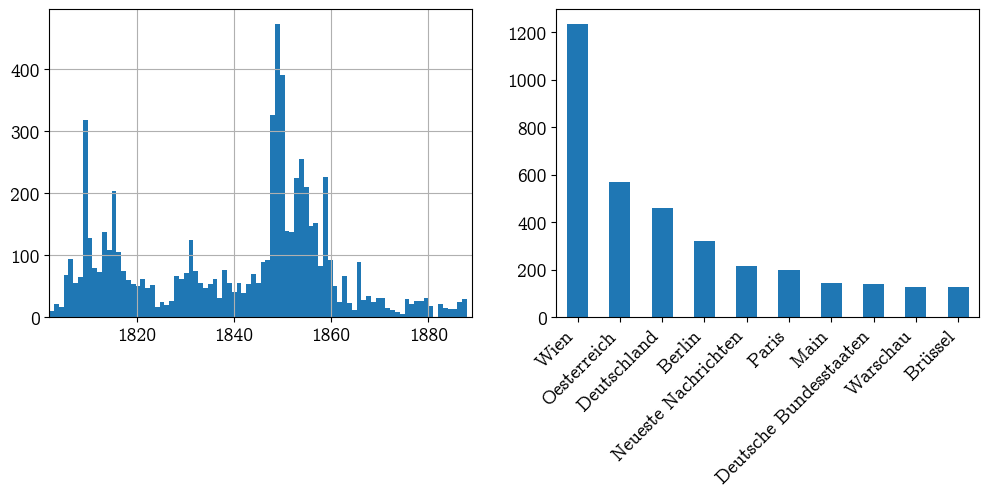 400
300
200
100
0
1820 1840 1860 1880
1200
1000
800
600
400
200
0
Wien
Oesterreich
Deutschland
Berlin
Neueste Nachrichten
Paris
Main
Deutsche Bundesstaaten
Warschau
Brüssel